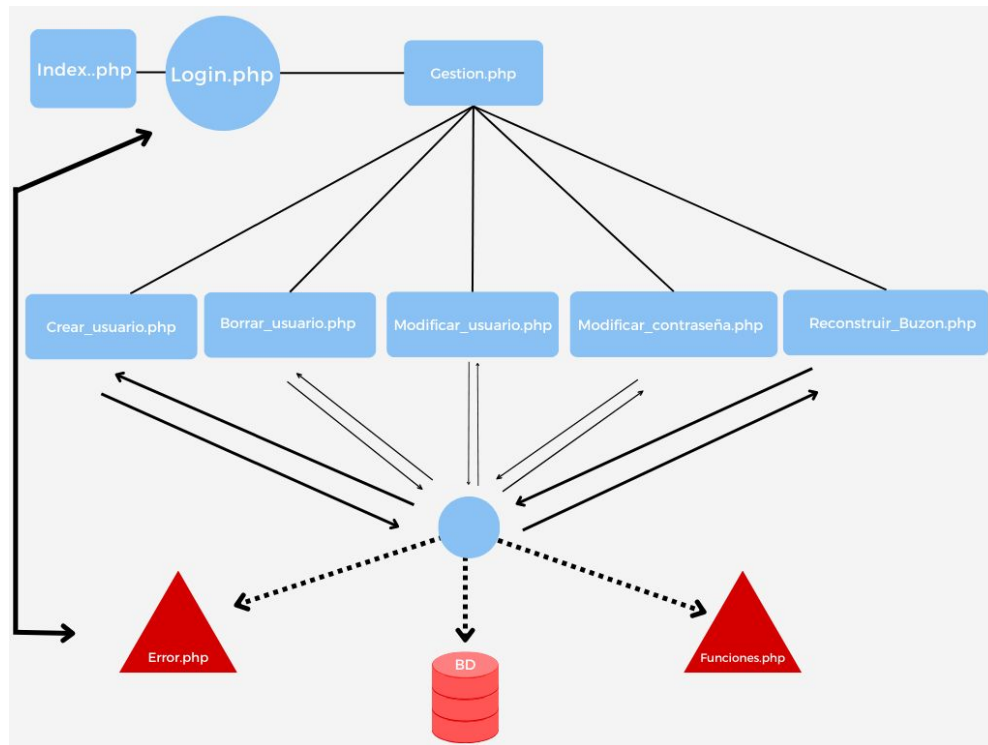 Index..php
Login.php
Gestion.php
Crear_usuario.php
Borrar_usuario.php
Modificar_usuario.php
Modificar_contraseña.php
Reconstruir_Buzon.php
Error.php
BD
Funciones.php